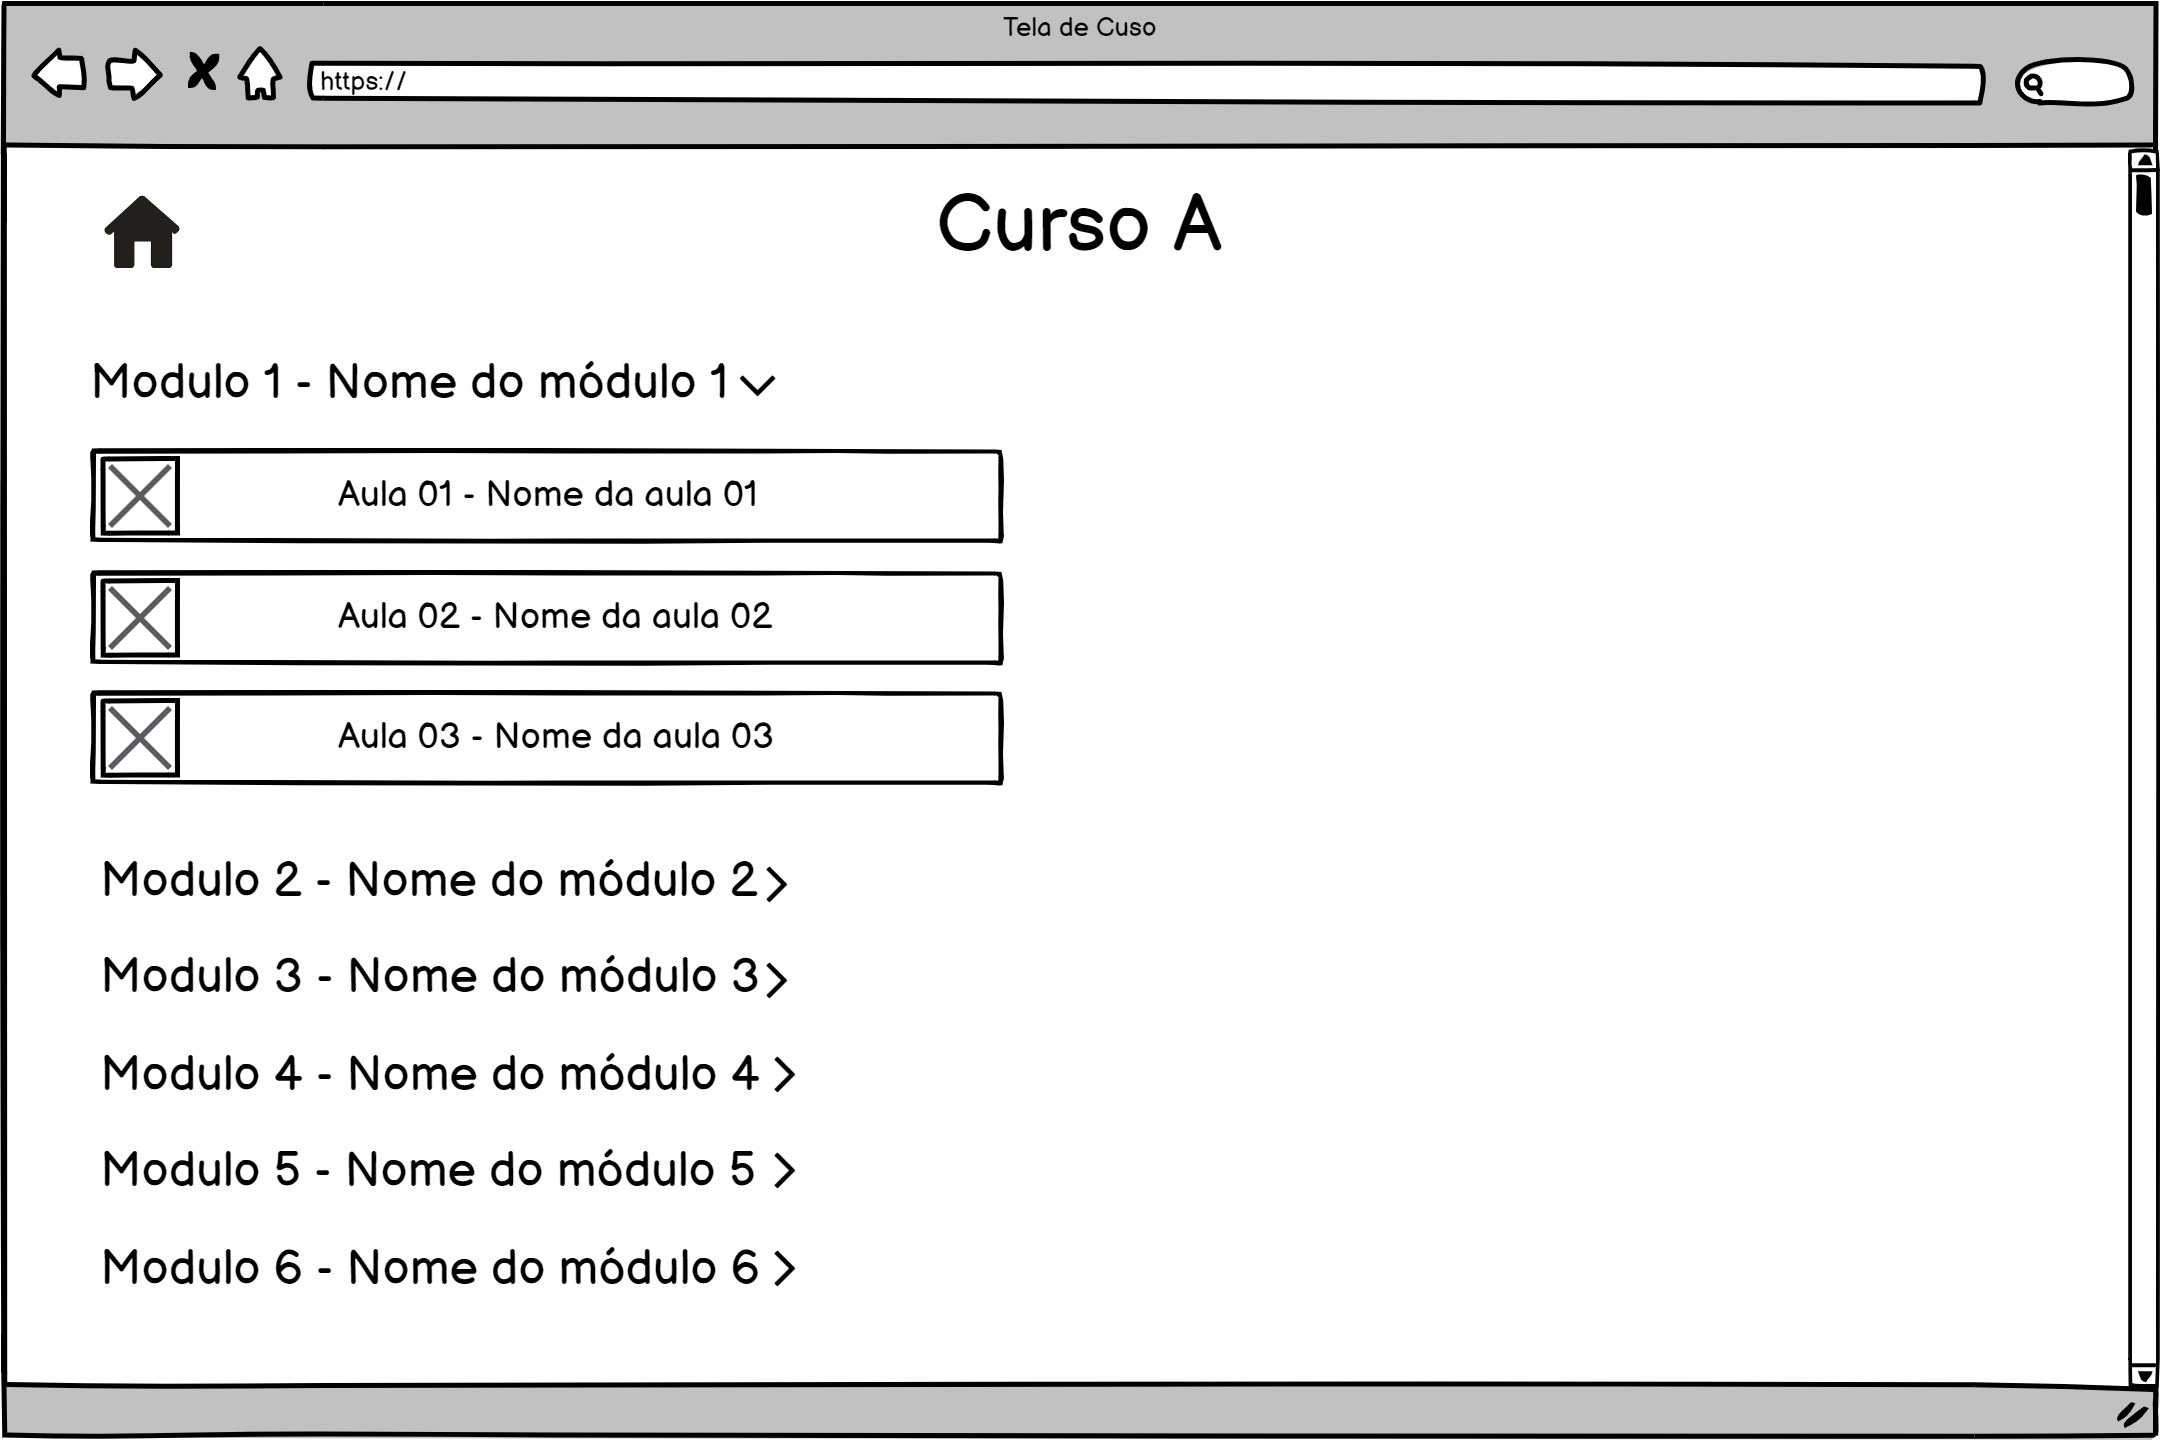 Tela de Cuso
https://
Curso A
Modulo 1 - Nome do módulo 1
Aula 01 - Nome da aula 01
Aula 02 - Nome da aula 02
Aula 03 - Nome da aula 03
Modulo 2 - Nome do módulo 2
Modulo 3 - Nome do módulo 3
Modulo 4 - Nome do módulo 4
Modulo 5 - Nome do módulo 5
Modulo 6 - Nome do módulo 6